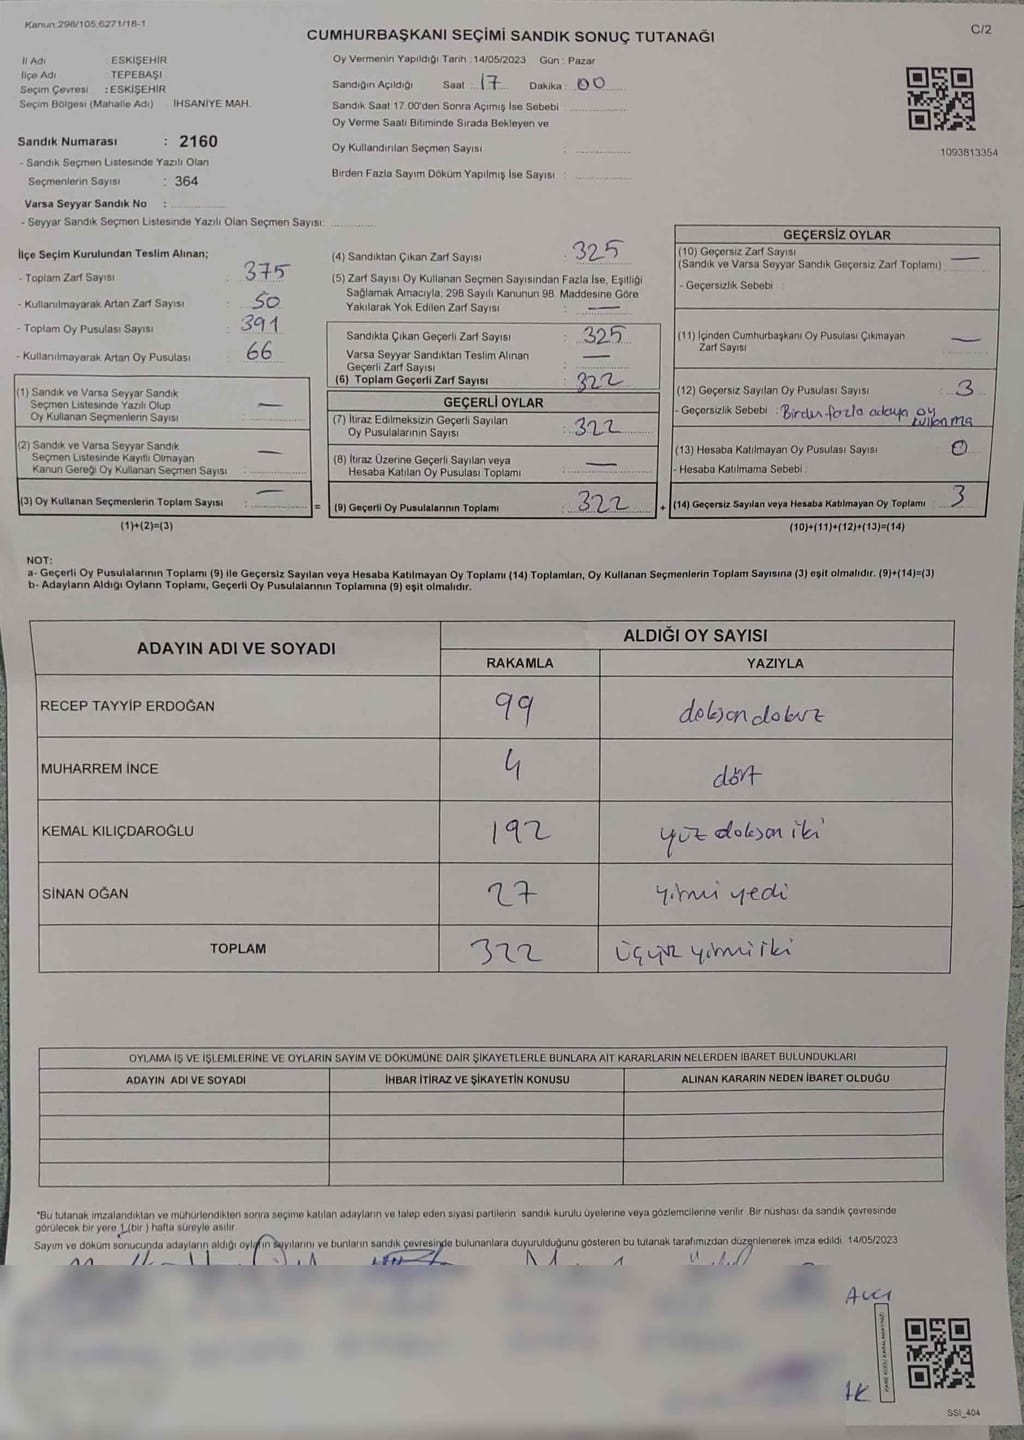 Kanun:298/105,6271/18-1
C/2
CUMHURBAŞKANI SEÇİMİ SANDIK SONUÇ TUTANAĞI
İl Adı : ESKİŞEHİR
İlçe Adı : TEPEBAŞI
Seçim Çevresi : ESKİŞEHİR
Seçim Bölgesi (Mahalle Adı) İHSANİYE MAH.
Sandık Numarası : 2160
- Sandık Seçmen Listesinde Yazılı Olan
Seçmenlerin Sayısı : 364
Varsa Seyyar Sandık No :
- Seyyar Sandık Seçmen Listesinde Yazılı Olan Seçmen Sayısı:
Oy Vermenin Yapıldığı Tarih :14/05/2023 Gün : Pazar
Sandığın Açıldığı Saat : 17 Dakika : 00
Sandık Saat 17.00'den Sonra Açımış İse Sebebi :
Oy Verme Saati Bitiminde Sırada Bekleyen ve
Oy Kullandırılan Seçmen Sayısı :
Birden Fazla Sayım Döküm Yapılmış İse Sayısı :
1093813354
İlçe Seçim Kurulundan Teslim Alınan;
- Toplam Zarf Sayısı : 375
- Kullanılmayarak Artan Zarf Sayısı : 50
- Toplam Oy Pusulası Sayısı : 391
- Kullanılmayarak Artan Oy Pusulası : 66
(1) Sandık ve Varsa Seyyar Sandık
Seçmen Listesinde Yazılı Olup
Oy Kullanan Seçmenlerin Sayısı : —
(2) Sandık ve Varsa Seyyar Sandık
Seçmen Listesinde Kayıtlı Olmayan
Kanun Gereği Oy Kullanan Seçmen Sayısı : —
(3) Oy Kullanan Seçmenlerin Toplam Sayısı : —
(1)+(2)=(3)
(4) Sandıktan Çıkan Zarf Sayısı : 325
(5) Zarf Sayısı Oy Kullanan Seçmen Sayısından Fazla İse, Eşitliği
Sağlamak Amacıyla, 298 Sayılı Kanunun 98. Maddesine Göre
Yakılarak Yok Edilen Zarf Sayısı : —
Sandıkta Çıkan Geçerli Zarf Sayısı : 325
Varsa Seyyar Sandıktan Teslim Alınan
Geçerli Zarf Sayısı : —
(6) Toplam Geçerli Zarf Sayısı : 322
GEÇERLİ OYLAR
(7) İtiraz Edilmeksizin Geçerli Sayılan
Oy Pusulalarının Sayısı : 322
(8) İtiraz Üzerine Geçerli Sayılan veya
Hesaba Katılan Oy Pusulası Toplamı : —
= (9) Geçerli Oy Pusulalarının Toplamı : 322 +
GEÇERSİZ OYLAR
(10) Geçersiz Zarf Sayısı
(Sandık ve Varsa Seyyar Sandık Geçersiz Zarf Toplamı) : —
- Geçersizlik Sebebi :
(11) İçinden Cumhurbaşkanı Oy Pusulası Çıkmayan
Zarf Sayısı : —
(12) Geçersiz Sayılan Oy Pusulası Sayısı : 3
- Geçersizlik Sebebi : Birden fazla adaya oy
kullanma
(13) Hesaba Katılmayan Oy Pusulası Sayısı : 0
- Hesaba Katılmama Sebebi :
(14) Geçersiz Sayılan veya Hesaba Katılmayan Oy Toplamı : 3
(10)+(11)+(12)+(13)=(14)
NOT:
a- Geçerli Oy Pusulalarının Toplamı (9) ile Geçersiz Sayılan veya Hesaba Katılmayan Oy Toplamı (14) Toplamları, Oy Kullanan Seçmenlerin Toplam Sayısına (3) eşit olmalıdır. (9)+(14)=(3)
b- Adayların Aldığı Oyların Toplamı, Geçerli Oy Pusulalarının Toplamına (9) eşit olmalıdır.
ADAYIN ADI VE SOYADI ALDIĞI OY SAYISI
RAKAMLA YAZIYLA
RECEP TAYYİP ERDOĞAN 99 doksan dokuz
MUHARREM İNCE 4 dört
KEMAL KILIÇDAROĞLU 192 yüz doksan iki
SİNAN OĞAN 27 yirmi yedi
TOPLAM 322 üçyüz yirmi iki
OYLAMA İŞ VE İŞLEMLERİNE VE OYLARIN SAYIM VE DÖKÜMÜNE DAİR ŞİKAYETLERLE BUNLARA AİT KARARLARIN NELERDEN İBARET BULUNDUKLARI
ADAYIN ADI VE SOYADI İHBAR İTİRAZ VE ŞİKAYETİN KONUSU ALINAN KARARIN NEDEN İBARET OLDUĞU
*Bu tutanak imzalandıktan ve mühürlendikten sonra seçime katılan adayların ve talep eden siyasi partilerin sandık kurulu üyelerine veya gözlemcilerine verilir. Bir nüshası da sandık çevresinde
görülecek bir yere 1 (bir ) hafta süreyle asılır.
Sayım ve döküm sonucunda adayların aldığı oyların sayılarını ve bunların sandık çevresinde bulunanlara duyurulduğunu gösteren bu tutanak tarafımızdan düzenlenerek imza edildi. 14/05/2023
SSI_404